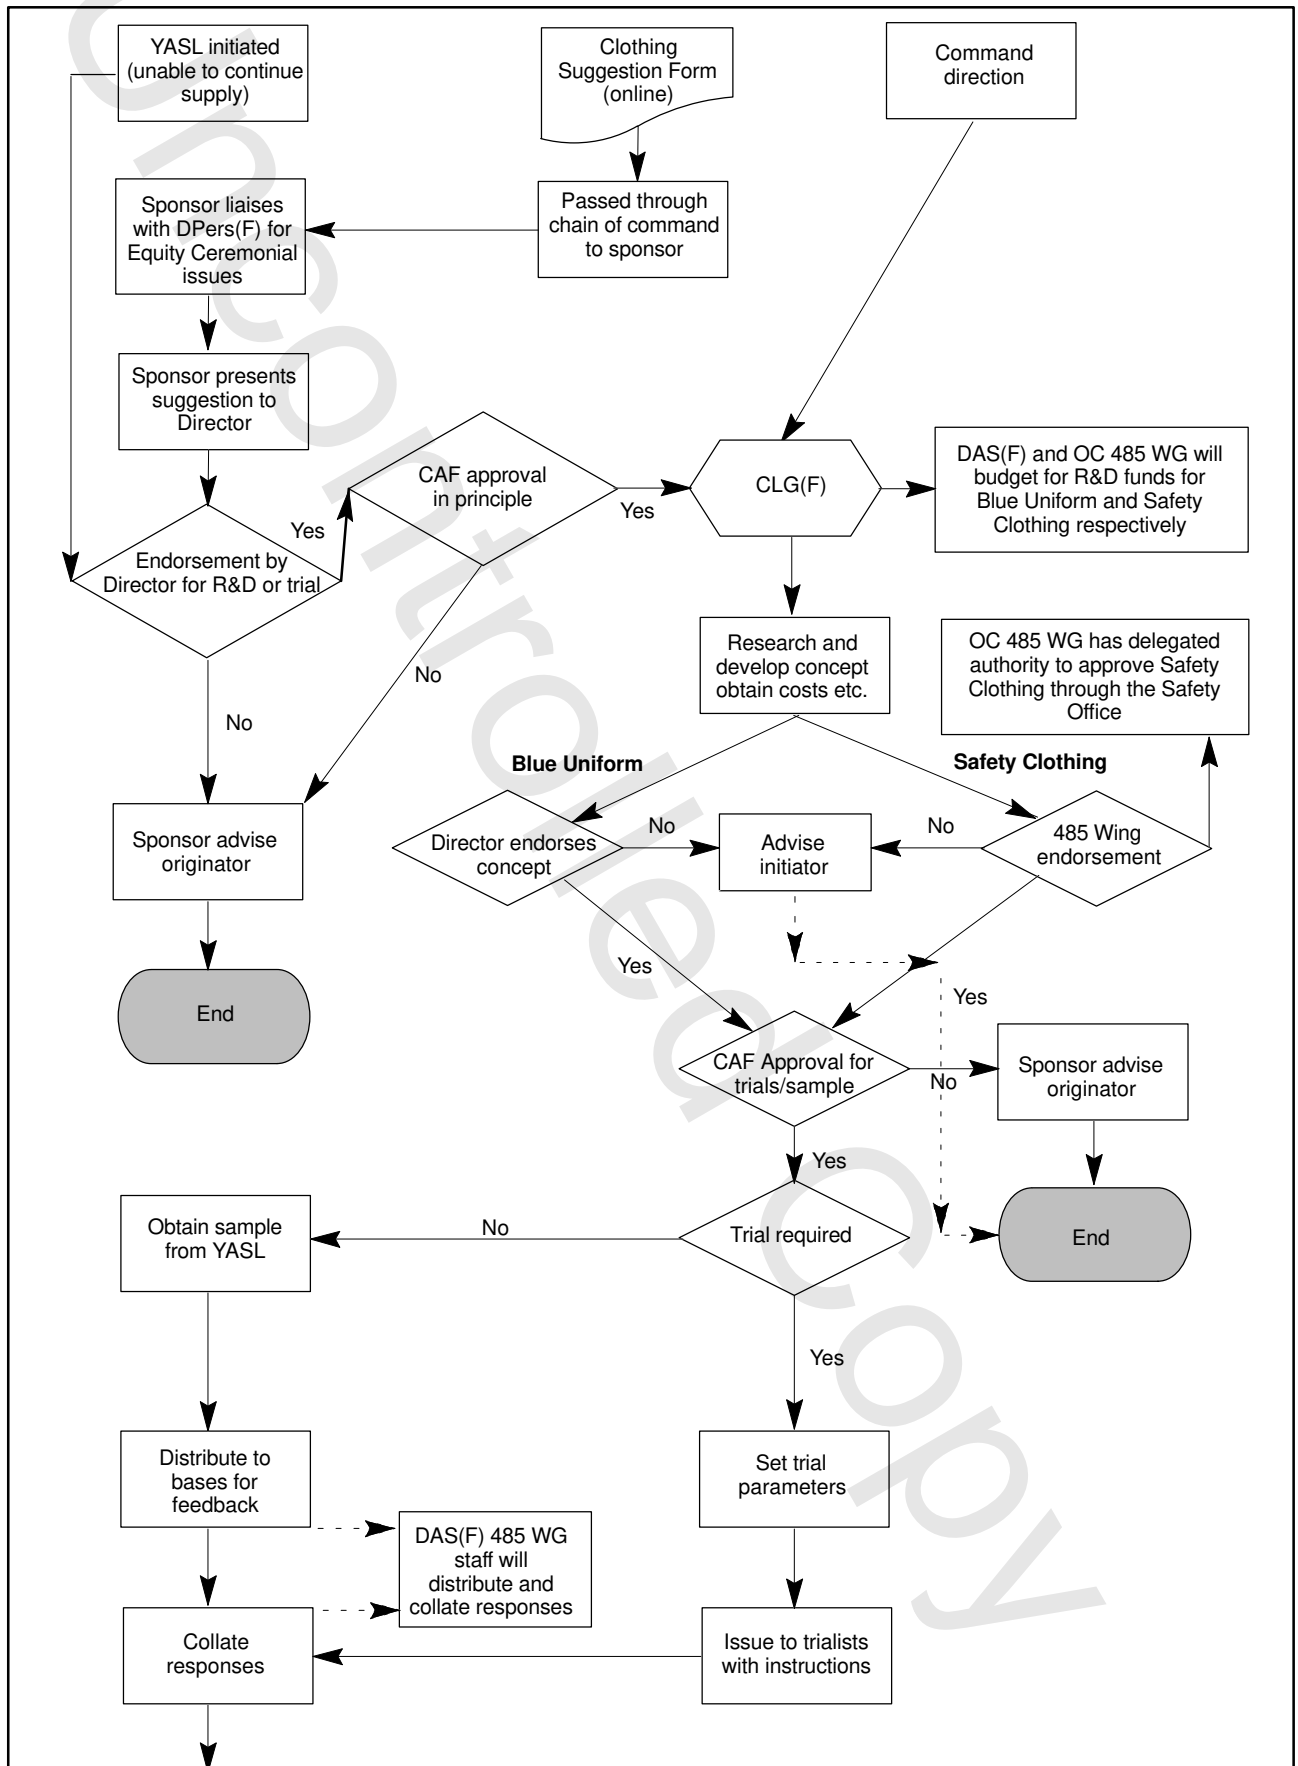 YASL initiated
(unable to continue
supply)
Clothing
Suggestion Form
(online)
Command
direction
Sponsor liaises
with DPers(F) for
Equity Ceremonial
issues
Passed through
chain of command
to sponsor
Sponsor presents
suggestion to
Director
CAF approval
in principle
Yes
CLG(F)
DAS(F) and OC 485 WG will
budget for R&D funds for
Blue Uniform and Safety
Clothing respectively
Yes
Endorsement by
Director for R&D or trial
No
No
Research and
develop concept
obtain costs etc.
OC 485 WG has delegated
authority to approve Safety
Clothing through the Safety
Office
Blue Uniform
Safety Clothing
Sponsor advise
originator
Director endorses
concept
No
Advise
initiator
No
485 Wing
endorsement
End
Yes
Yes
CAF Approval for
trials/sample
No
Sponsor advise
originator
Yes
Obtain sample
from YASL
No
Trial required
End
Yes
Distribute to
bases for
feedback
Set trial
parameters
DAS(F) 485 WG
staff will
distribute and
collate responses
Collate
responses
Issue to trialists
with instructions
Uncontrolled Copy